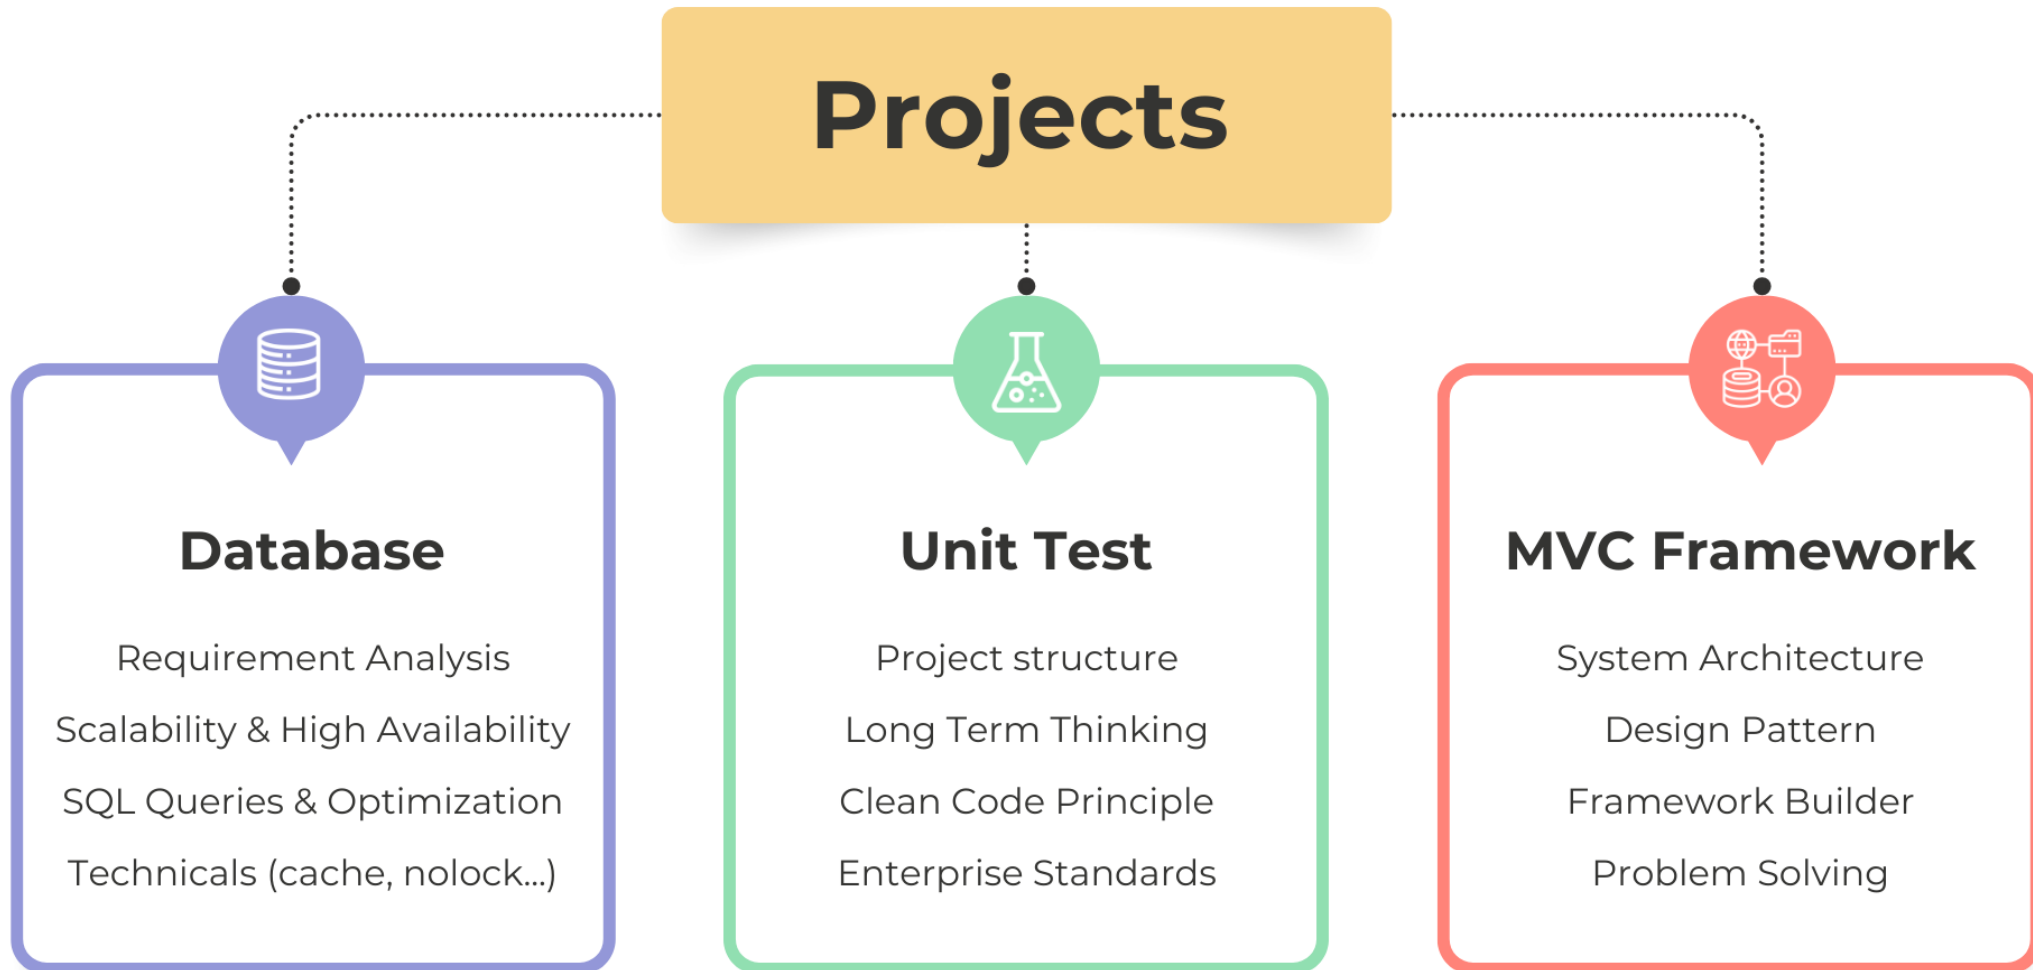 Projects
Database
Requirement Analysis
Scalability & High Availability
SQL Queries & Optimization
Technicals (cache, nolock...)
Unit Test
Project structure
Long Term Thinking
Clean Code Principle
Enterprise Standards
MVC Framework
System Architecture
Design Pattern
Framework Builder
Problem Solving